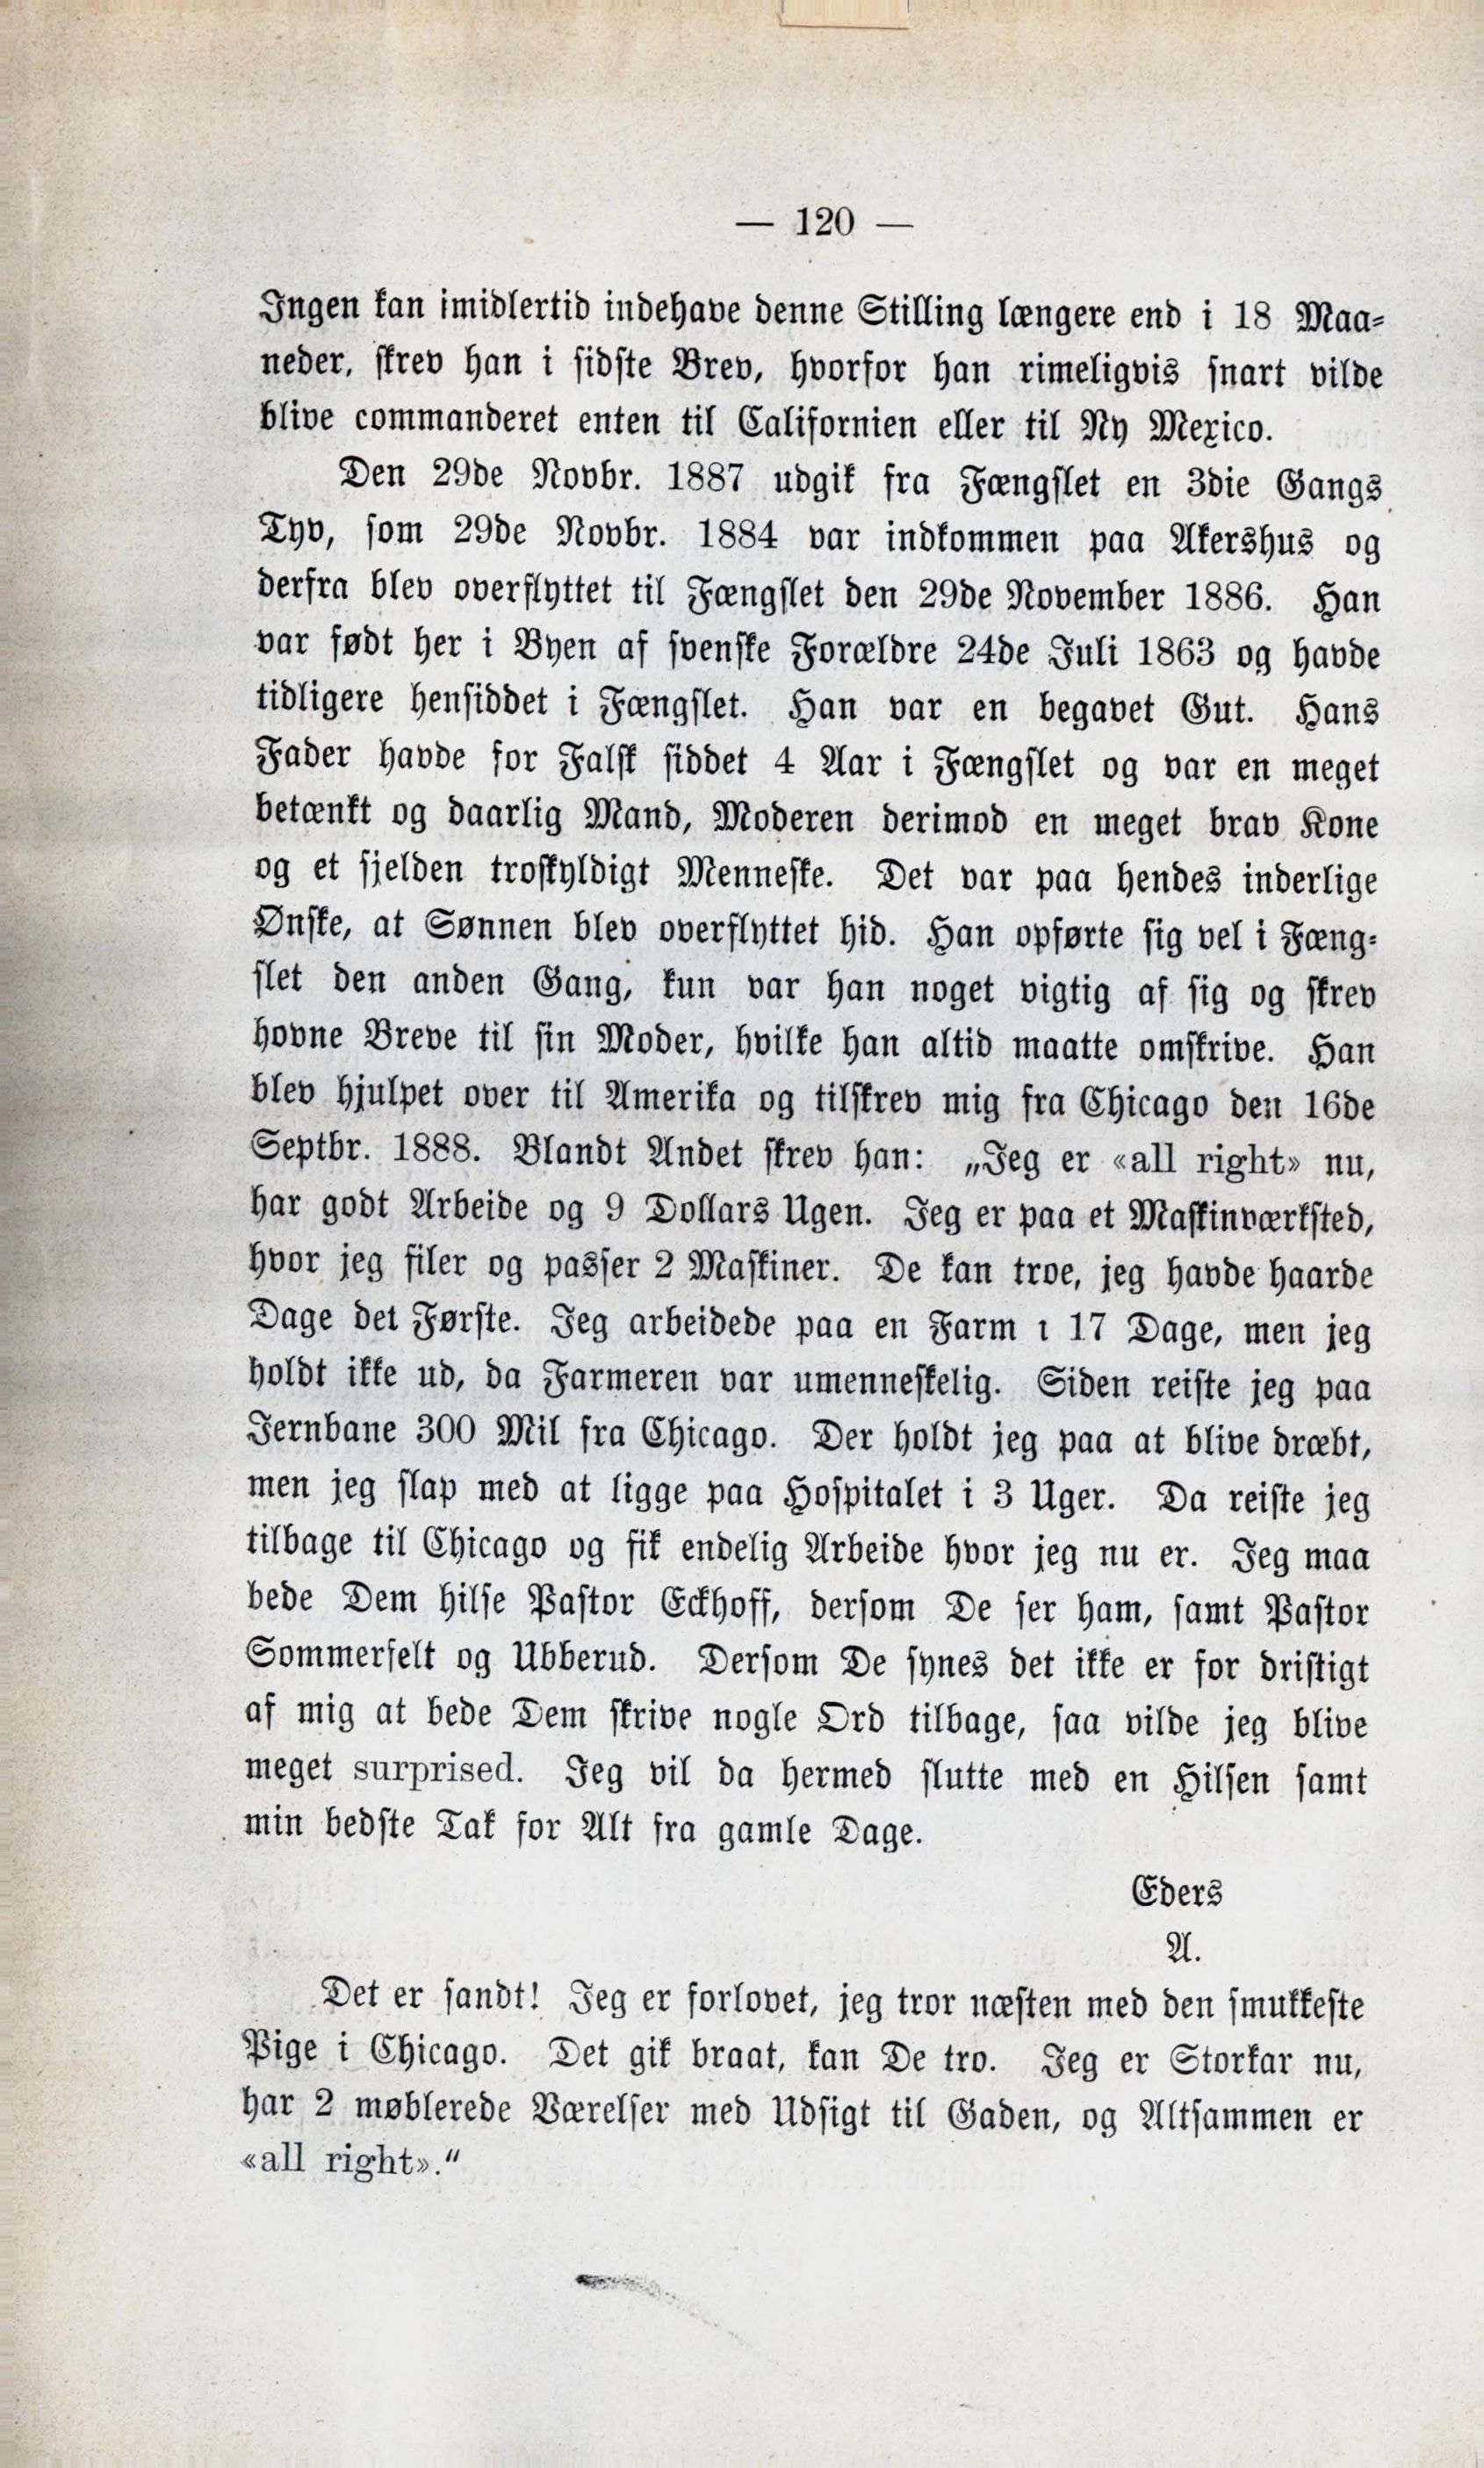 — 120 —
Ingen kan imidlertid indehave denne Stilling længere end i 18 Maa-
neder, skrev han i sidste Brev, hvorfor han rimeligvis snart vilde
blive commanderet enten til Californien eller til Ny Mexico.
Den 29de Novbr. 1887 udgik fra Fængslet en 3die Gangs
Tyv, som 29de Novbr. 1884 var indkommen paa Akershus og
derfra blev overflyttet til Fængslet den 29de November 1886. Han
var født her i Byen af svenske Forældre 24de Juli 1863 og havde
tidligere hensiddet i Fængslet. Han var en begavet Gut. Hans
Fader havde for Falsk siddet 4 Aar i Fængslet og var en meget
betænkt og daarlig Mand, Moderen derimod en meget brav Kone
og et sjelden troskyldigt Menneske. Det var paa hendes inderlige
Ønske, at Sønnen blev overflyttet hid. Han opførte sig vel i Fæng-
slet den anden Gang, kun var han noget vigtig af sig og skrev
hovne Breve til sin Moder, hvilke han altid maatte omskrive. Han
blev hjulpet over til Amerika og tilskrev mig fra Chicago den 16de
Septbr. 1888. Blandt Andet skrev han: „Jeg er «all right» nu,
har godt Arbeide og 9 Dollars Ugen. Jeg er paa et Maskinværksted,
hvor jeg filer og passer 2 Maskiner. De kan troe, jeg havde haarde
Dage det Første. Jeg arbeidede paa en Farm i 17 Dage, men jeg
holdt ikke ud, da Farmeren var umenneskelig. Siden reiste jeg paa
Jernbane 300 Mil fra Chicago. Der holdt jeg paa at blive dræbt,
men jeg slap med at ligge paa Hospitalet i 3 Uger. Da reiste jeg
tilbage til Chicago og fik endelig Arbeide hvor jeg nu er. Jeg maa
bede Dem hilse Pastor Eckhoff, dersom De ser ham, samt Pastor
Sommerfelt og Ubberud. Dersom De synes det ikke er for dristigt
af mig at bede Dem skrive nogle Ord tilbage, saa vilde jeg blive
meget surprised. Jeg vil da hermed slutte med en Hilsen samt
min bedste Tak for Alt fra gamle Dage.
Eders
A.
Det er sandt! Jeg er forlovet, jeg tror næsten med den smukkeste
Pige i Chicago. Det gik braat, kan De tro. Jeg er Storkar nu,
har 2 møblerede Værelser med Udsigt til Gaden, og Altsammen er
«all right».“